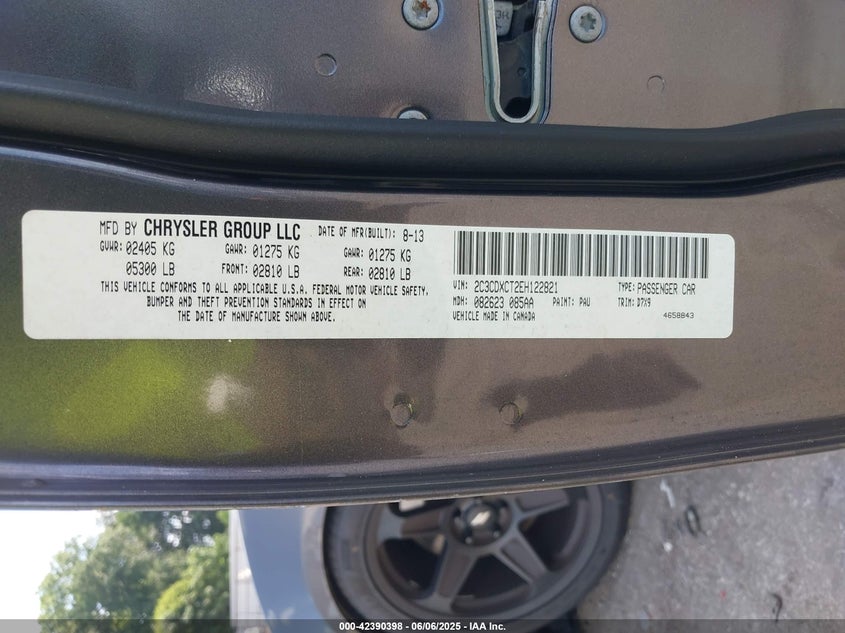 MFD BY CHRYSLER GROUP LLC DATE OF MFR(BUILT): 8-13
GVWR: 02405 KG GAWR: 01275 KG GAWR: 01275 KG
05300 LB FRONT: 02810 LB REAR: 02810 LB
THIS VEHICLE CONFORMS TO ALL APPLICABLE U.S.A. FEDERAL MOTOR VEHICLE SAFETY,
BUMPER AND THEFT PREVENTION STANDARDS IN EFFECT ON
THE DATE OF MANUFACTURE SHOWN ABOVE.
VIN: 2C3CDXCT2EH122821 TYPE: PASSENGER CAR
MDH: 082623 085AA PAINT: PAU TRIM: D7X9
VEHICLE MADE IN CANADA 4658843
000-42390398 - 06/06/2025 - IAA Inc.